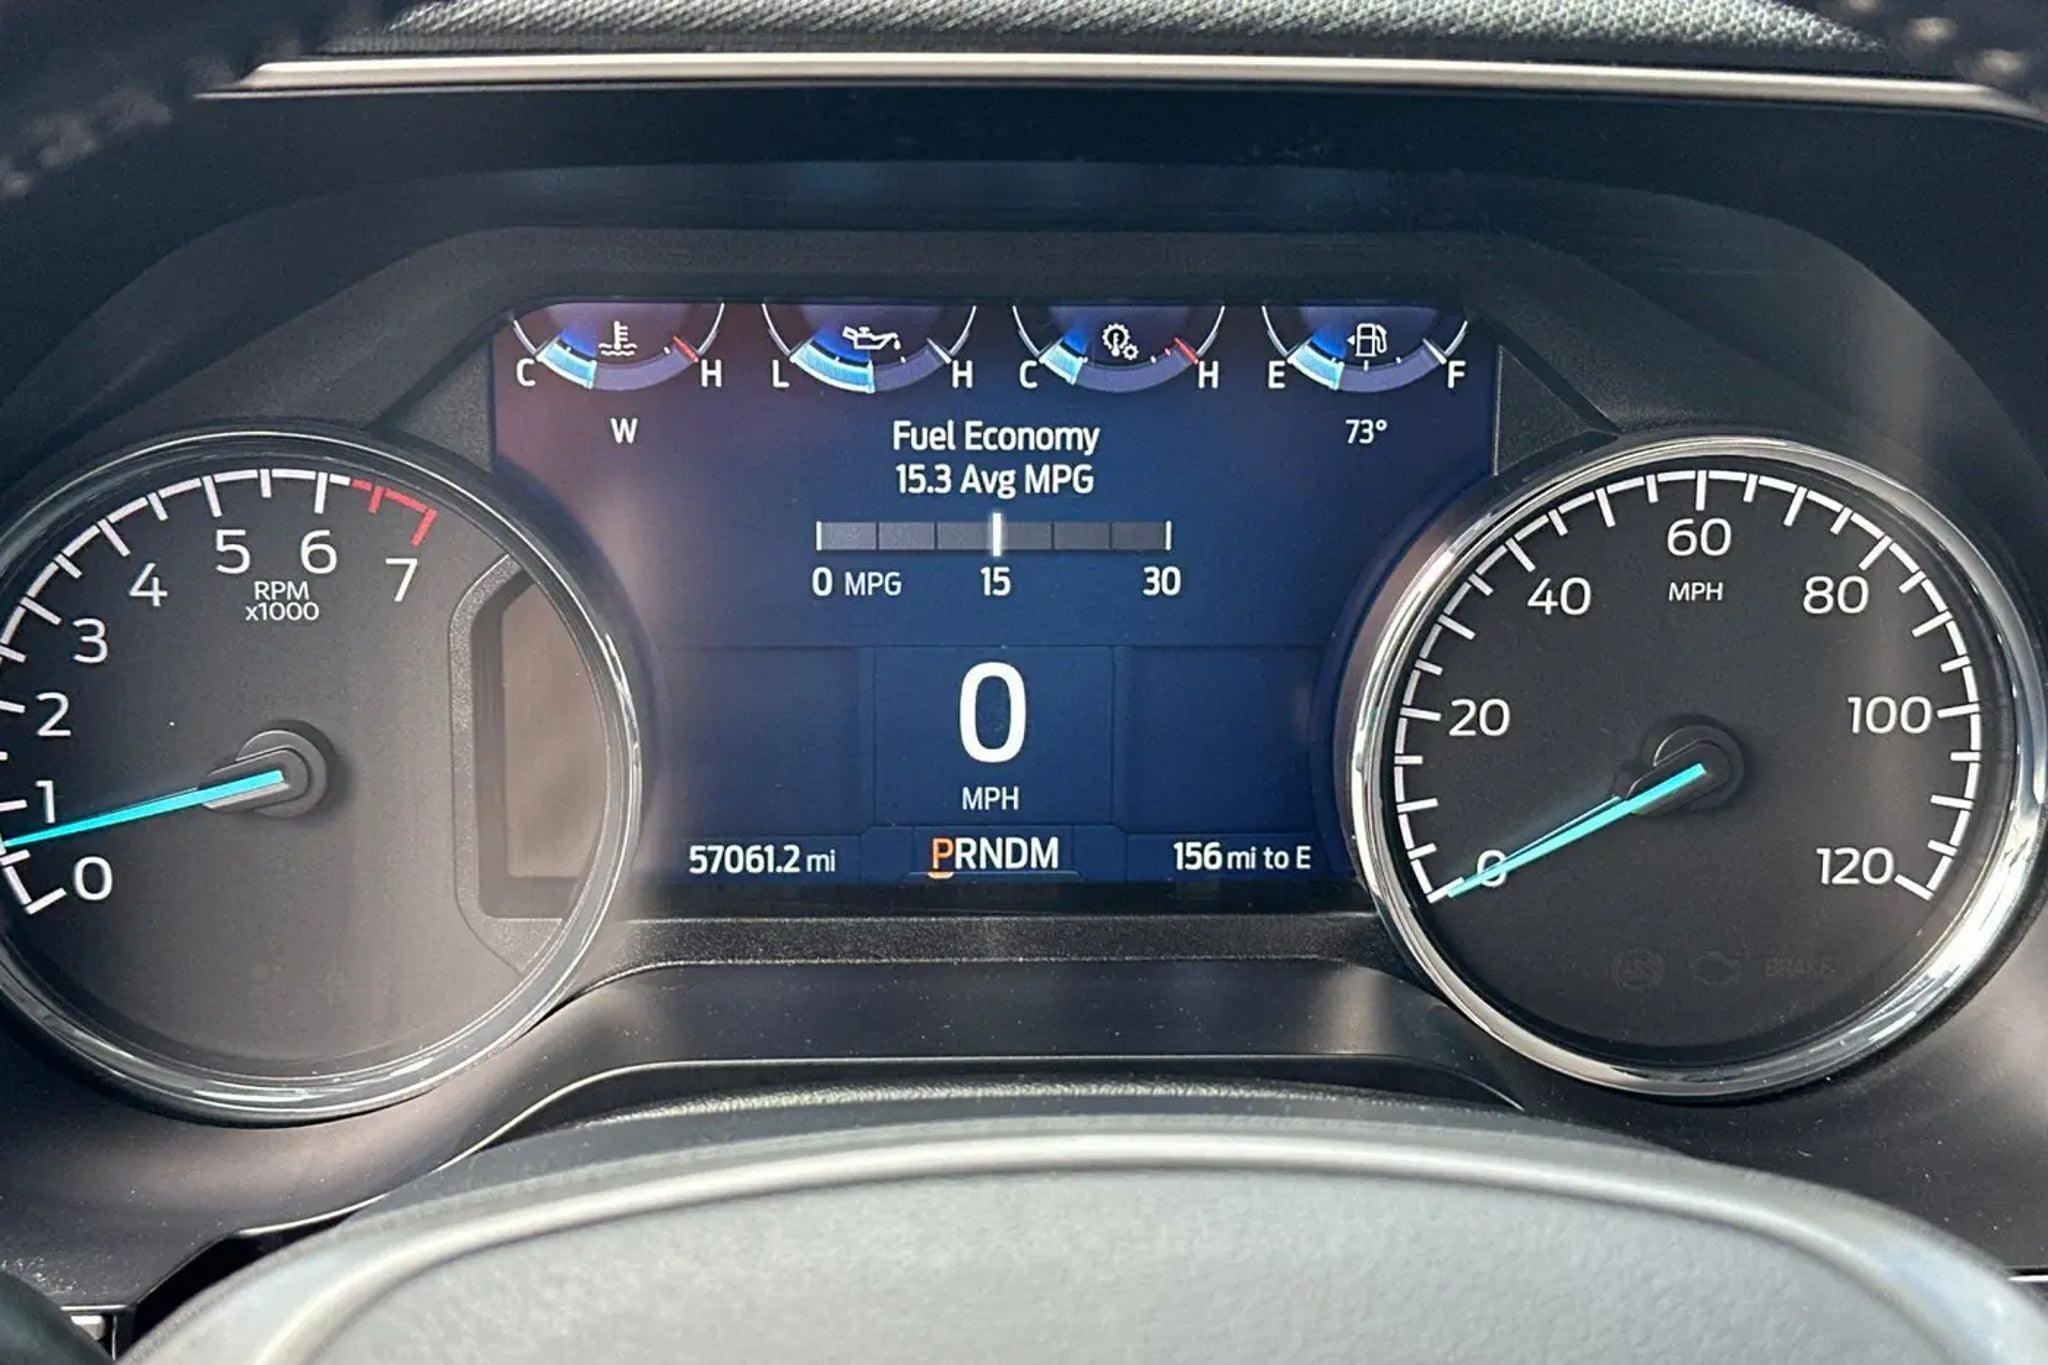 C H
L H
C H
E F
W
73°
Fuel Economy
15.3 Avg MPG
0 MPG 15 30
0
MPH
57061.2 mi
PRNDM
156 mi to E
0
1
2
3
4
5
6
7
RPM
x1000
0
20
40
60
80
100
120
MPH
BRAKE